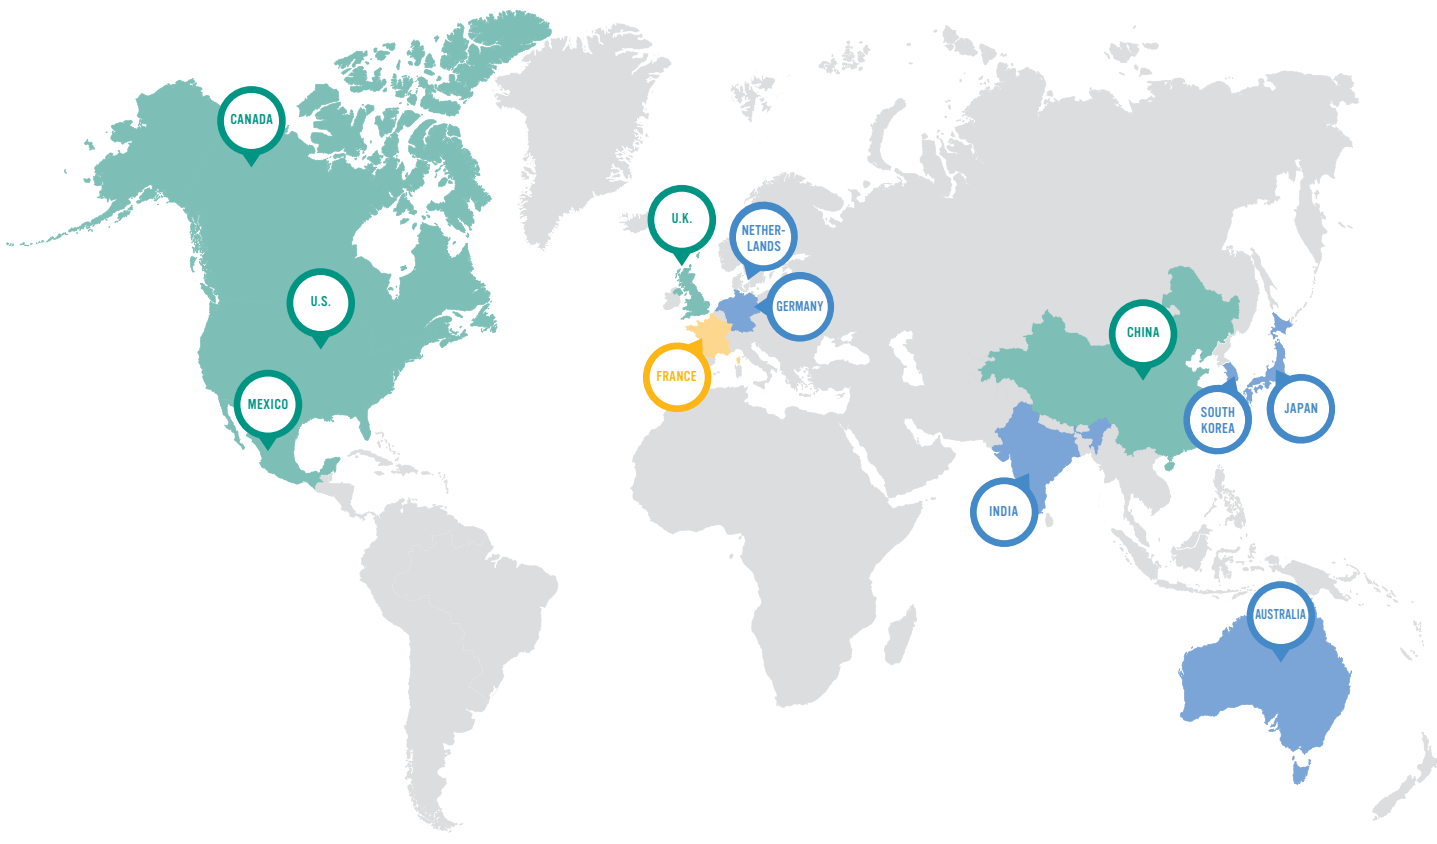 CANADA
U.K.
NETHER-
LANDS
U.S.
GERMANY
CHINA
FRANCE
MEXICO
SOUTH
KOREA
JAPAN
INDIA
AUSTRALIA